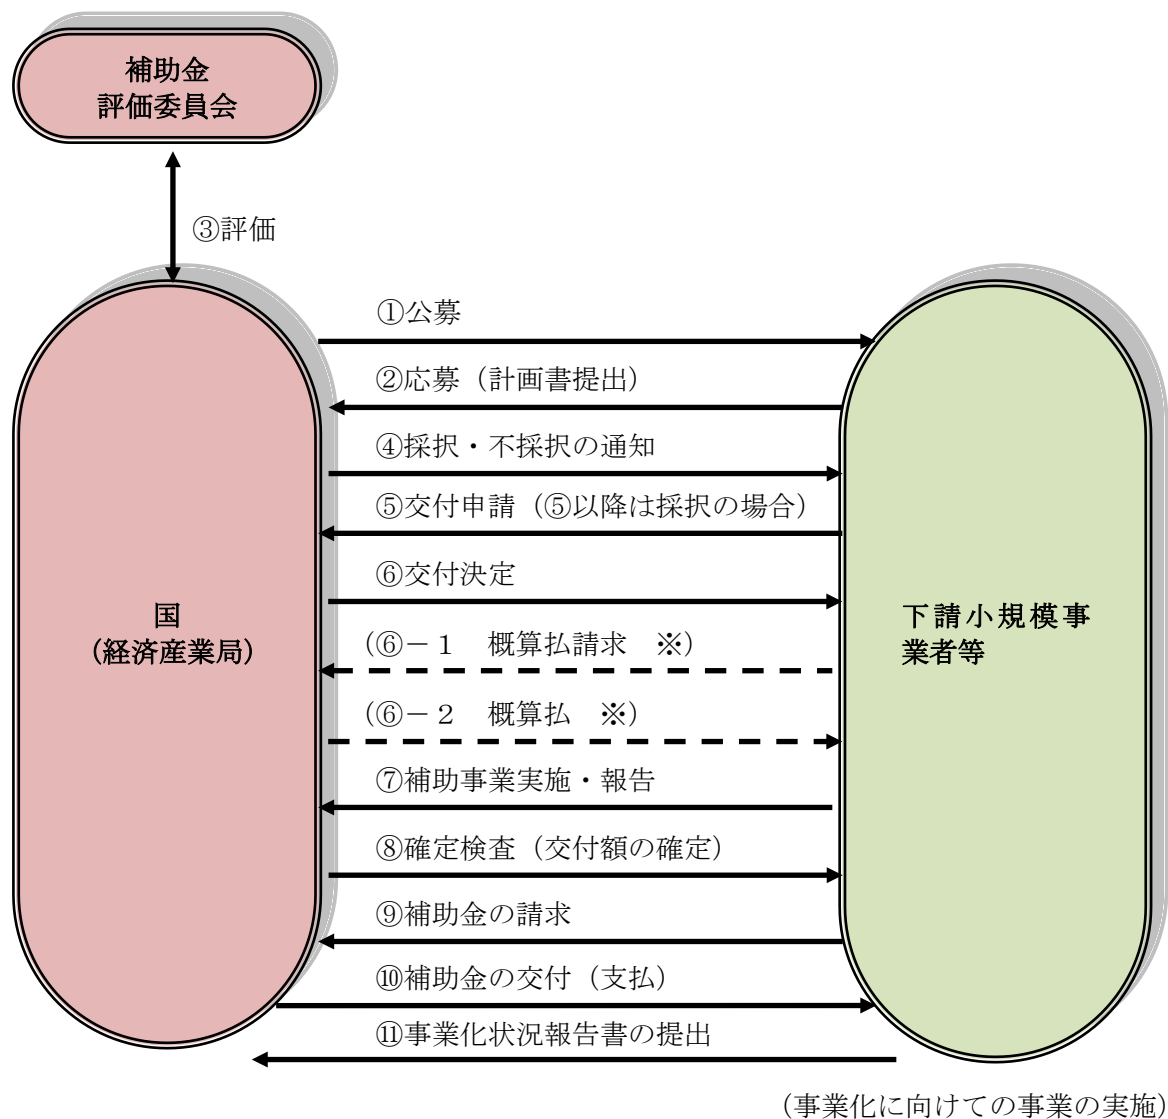 補助金
評価委員会
③評価
①公募
②応募（計画書提出）
④採択・不採択の通知
⑤交付申請（⑤以降は採択の場合）
⑥交付決定
国
（経済産業局）
下請小規模事
業者等
（⑥－１　概算払請求　※）
（⑥－２　概算払　※）
⑦補助事業実施・報告
⑧確定検査（交付額の確定）
⑨補助金の請求
⑩補助金の交付（支払）
⑪事業化状況報告書の提出
（事業化に向けての事業の実施）